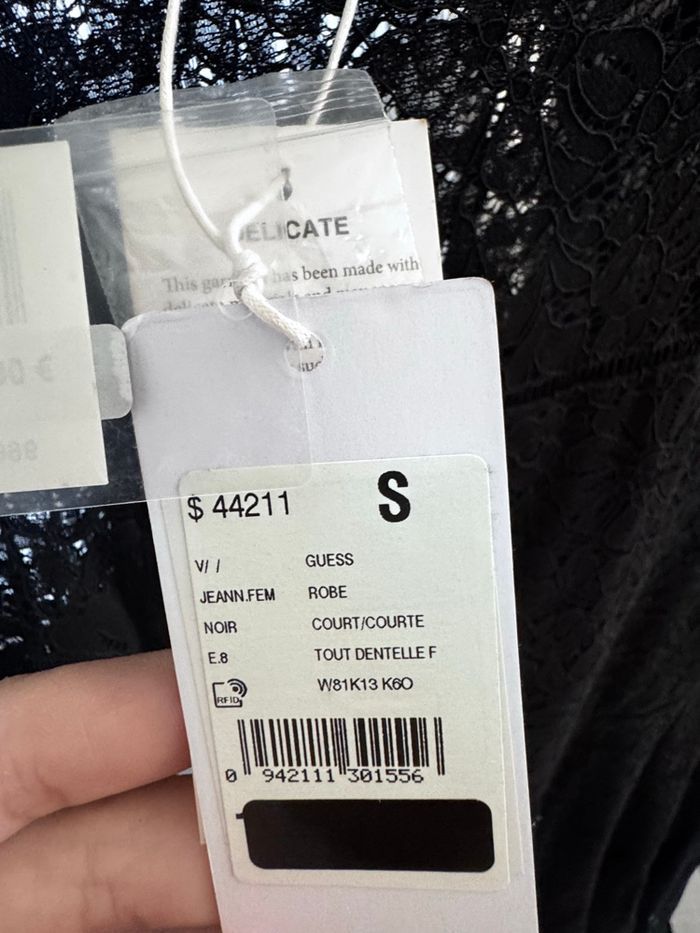 ELICATE
This has been made with
$ 44211 S
V/ / GUESS
JEANN.FEM ROBE
NOIR COURT/COURTE
E.8 TOUT DENTELLE F
RFID W81K13 K6O
0 942111 301556